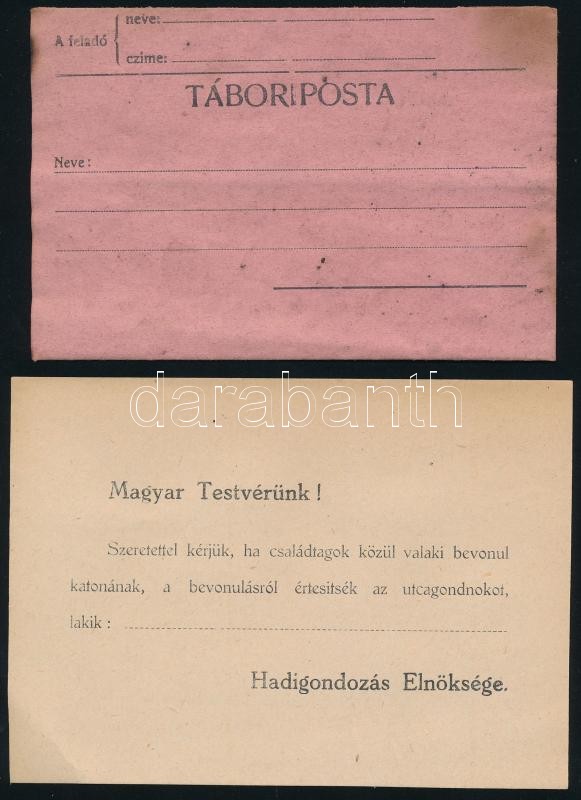 neve:
A feladó
czime:
TÁBORI POSTA
Neve:
darabanth
Magyar Testvérünk!
Szeretettel kérjük, ha családtagok közül valaki bevonul
katonának, a bevonulásról értesitsék az utcagondnokot,
lakik:
Hadigondozás Elnöksége.